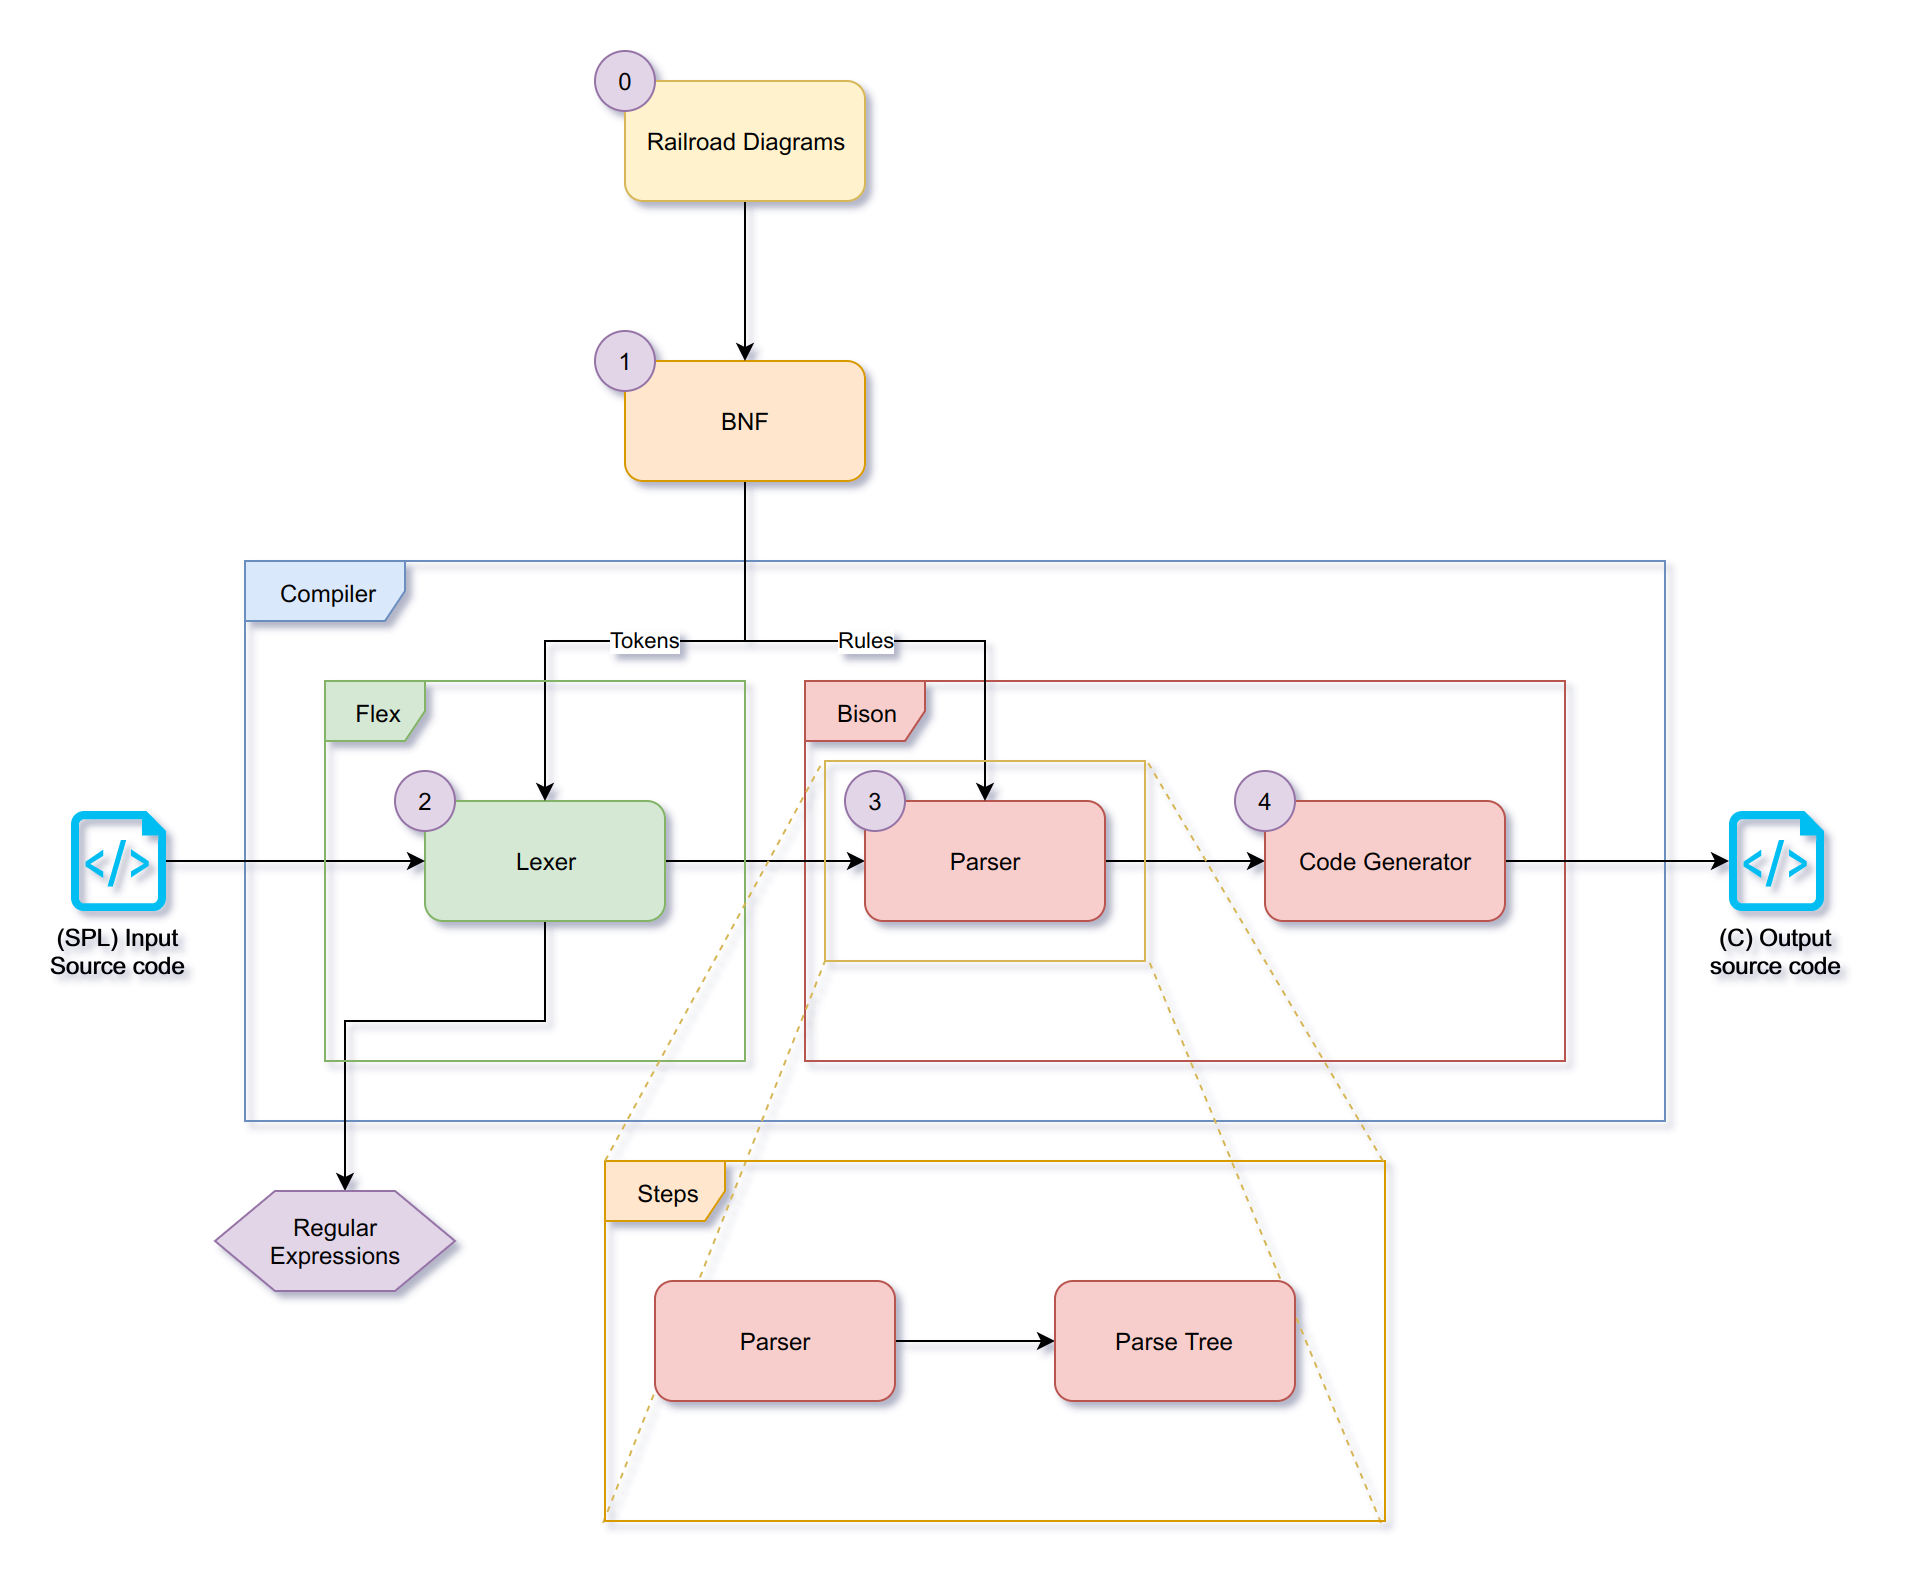 0
Railroad Diagrams
1
BNF
Compiler
Tokens
Rules
Flex
Bison
2
3
4
Lexer
Parser
Code Generator
(SPL) Input
Source code
(C) Output
source code
Steps
Regular
Expressions
Parser
Parse Tree